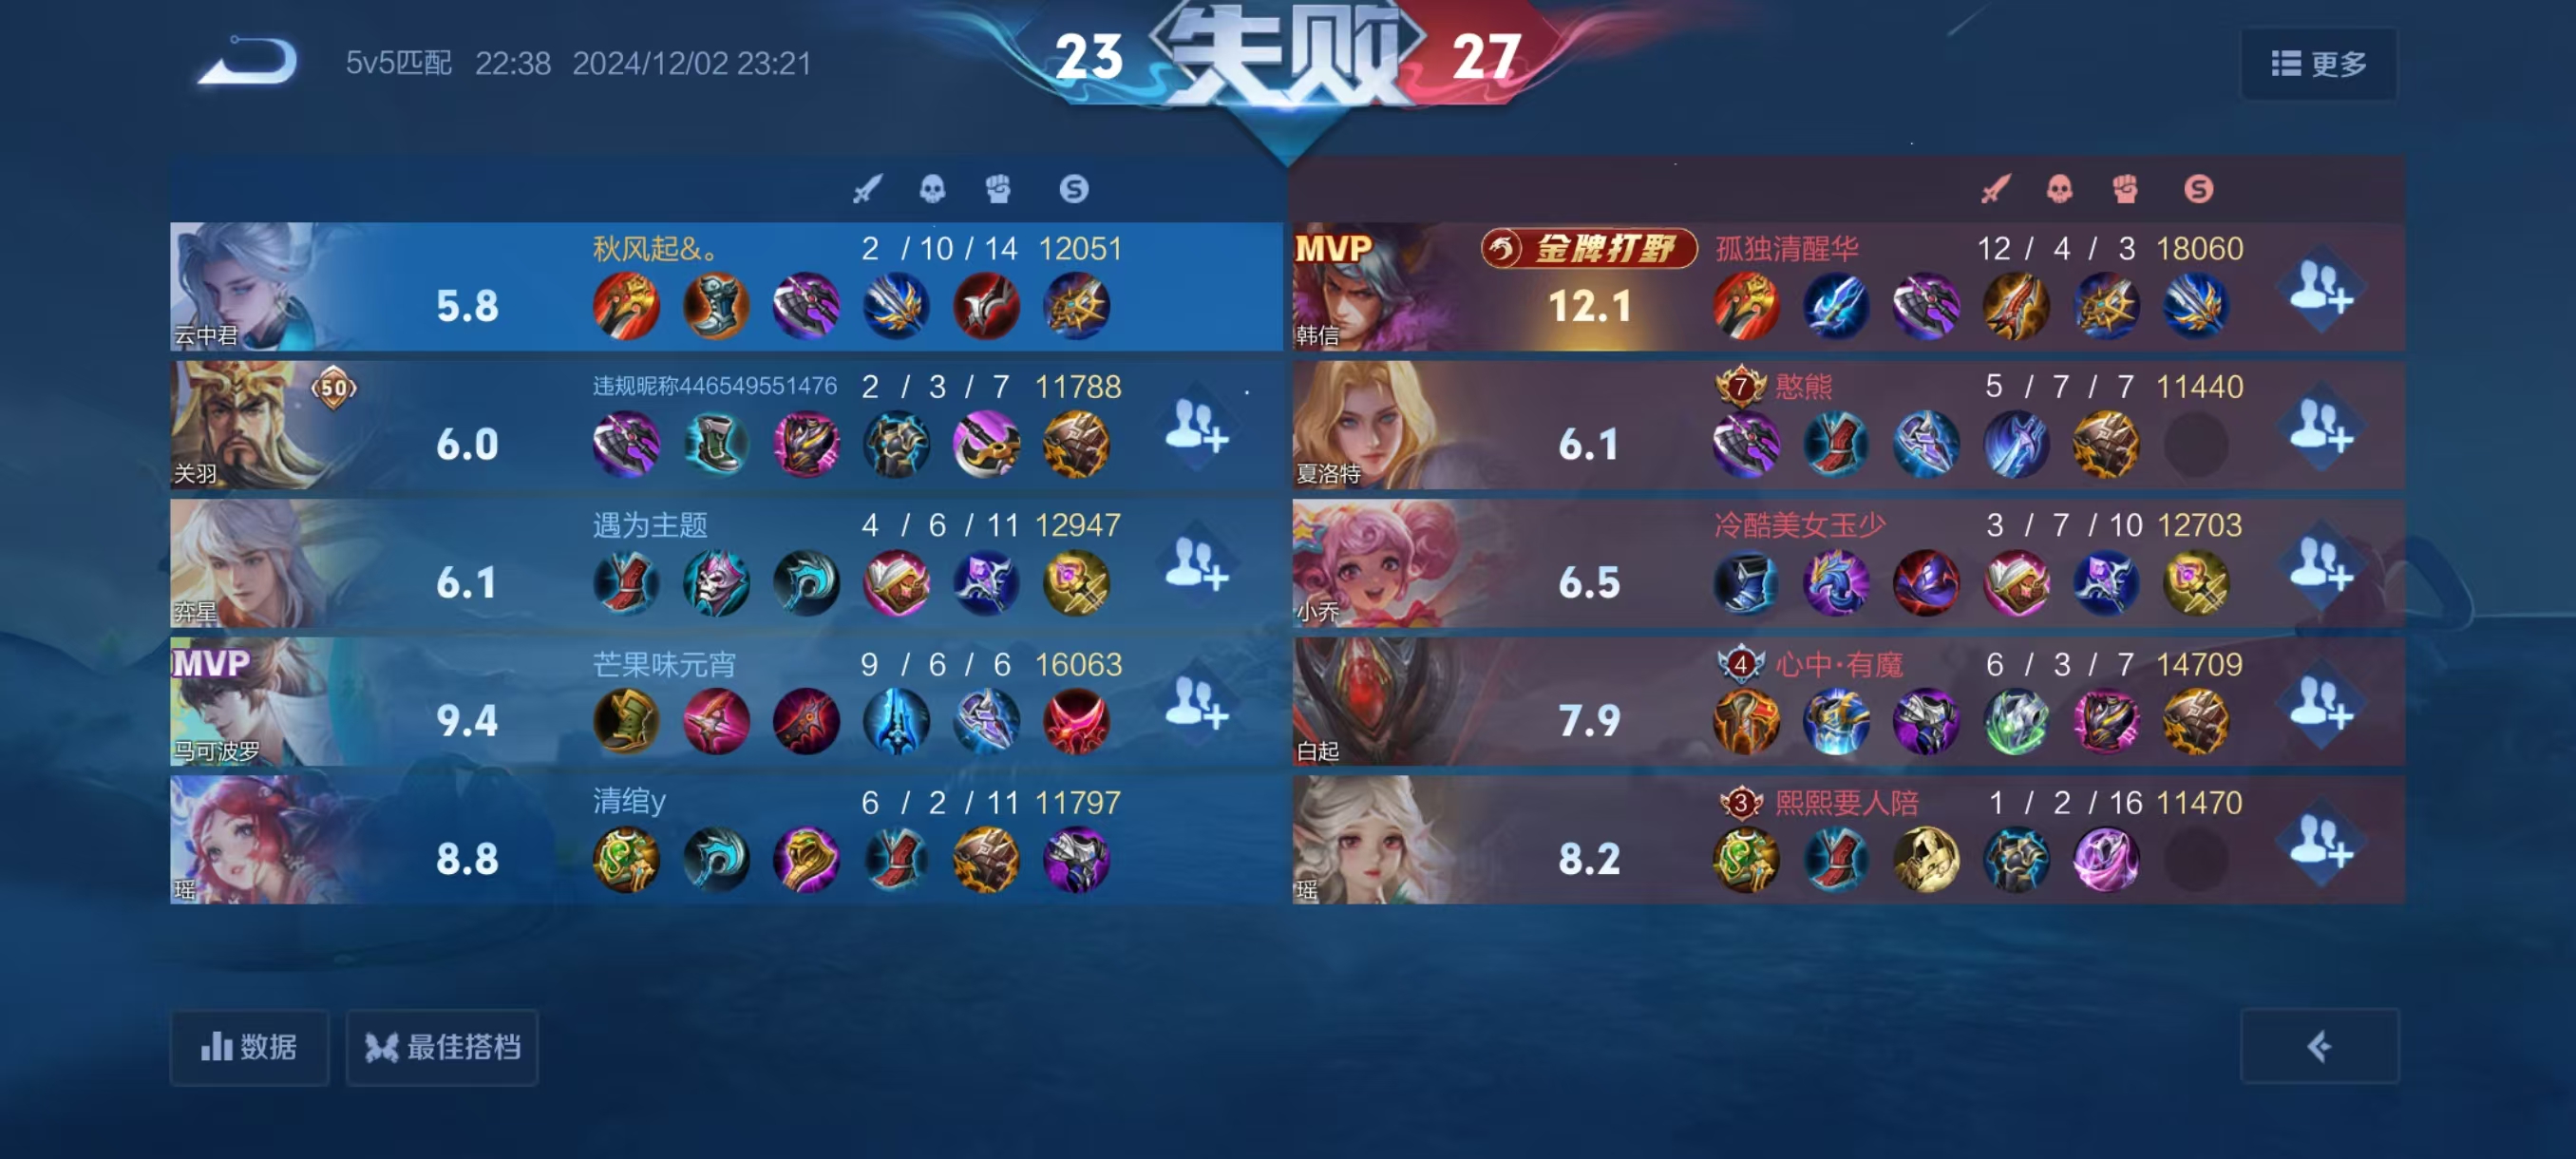 5v5匹配 22:38 2024/12/02 23:21
23 失败 27
更多
云中君 5.8 秋风起&。 2 / 10 / 14 12051
关羽 50 6.0 违规昵称446549551476 2 / 3 / 7 11788
弈星 6.1 遇为主题 4 / 6 / 11 12947
MVP 马可波罗 9.4 芒果味元宵 9 / 6 / 6 16063
瑶 8.8 清绾y 6 / 2 / 11 11797
MVP 韩信 金牌打野 12.1 孤独清醒华 12 / 4 / 3 18060
夏洛特 6.1 7 憨熊 5 / 7 / 7 11440
小乔 6.5 冷酷美女玉少 3 / 7 / 10 12703
白起 7.9 4 心中·有魔 6 / 3 / 7 14709
瑶 8.2 3 熙熙要人陪 1 / 2 / 16 11470
数据 最佳搭档